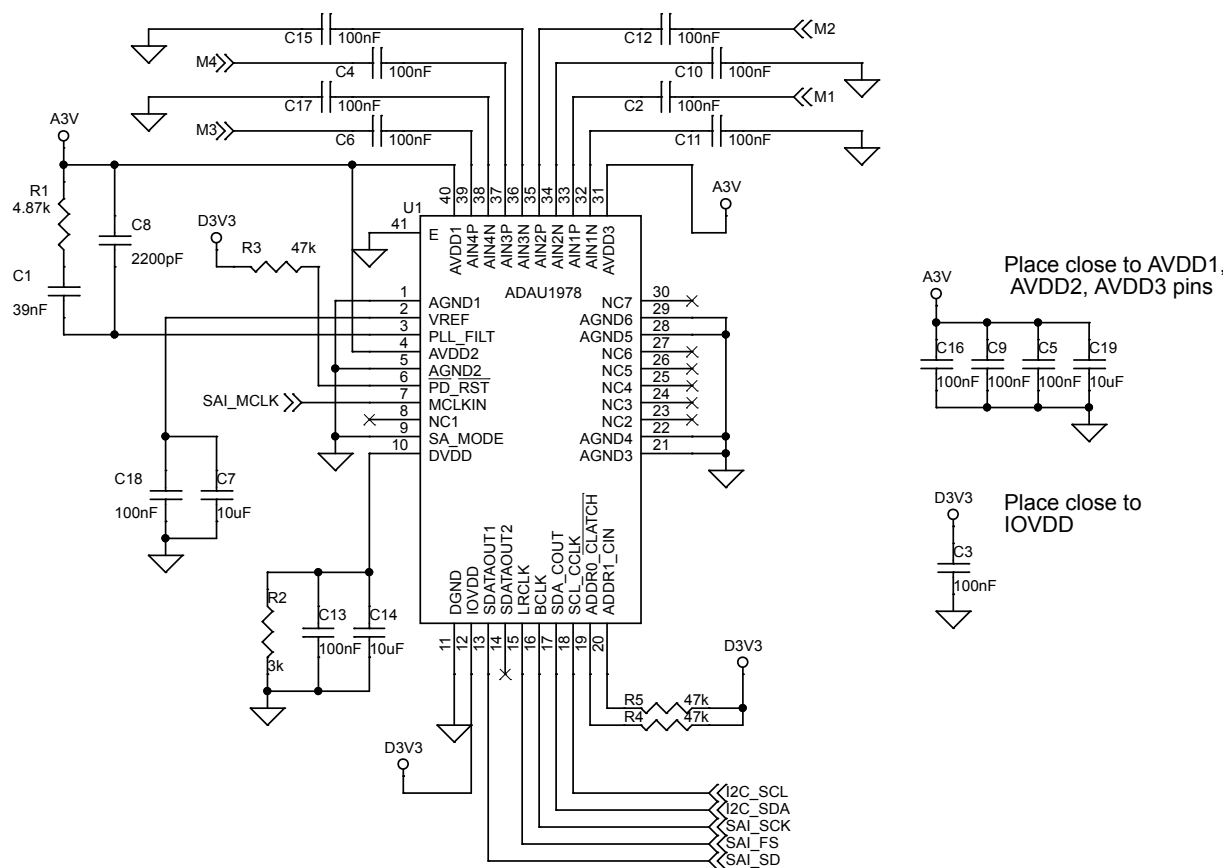 C15 100nF
C12 100nF M2
M4 C4 100nF
C10 100nF
C17 100nF
C2 100nF M1
M3 C6 100nF
C11 100nF
A3V
R1
4.87k
C8
2200pF
C1
39nF
D3V3
R3 47k
A3V
40 39 38 37 36 35 34 33 32 31
U1
41 E
AVDD1 AIN4P AIN4N AIN3P AIN3N AIN2P AIN2N AIN1P AIN1N AVDD3
ADAU1978
1 AGND1
2 VREF
3 PLL_FILT
4 AVDD2
5 AGND2
6 PD_RST
SAI_MCLK 7 MCLKIN
8 NC1
9 SA_MODE
10 DVDD
NC7 30
AGND6 29
AGND5 28
NC6 27
NC5 26
NC4 25
NC3 24
NC2 23
AGND4 22
AGND3 21
C18
100nF
C7
10uF
R2
3k
C13
100nF
C14
10uF
DGND IOVDD SDATAOUT1 SDATAOUT2 LRCLK BCLK SDA_COUT SCL_CCLK ADDR0_CLATCH ADDR1_CIN
11 12 13 14 15 16 17 18 19 20
D3V3
R5 47k
R4 47k
D3V3
I2C_SCL
I2C_SDA
SAI_SCK
SAI_FS
SAI_SD
A3V
Place close to AVDD1,
AVDD2, AVDD3 pins
C16 C9 C5 C19
100nF 100nF 100nF 10uF
D3V3
Place close to
IOVDD
C3
100nF